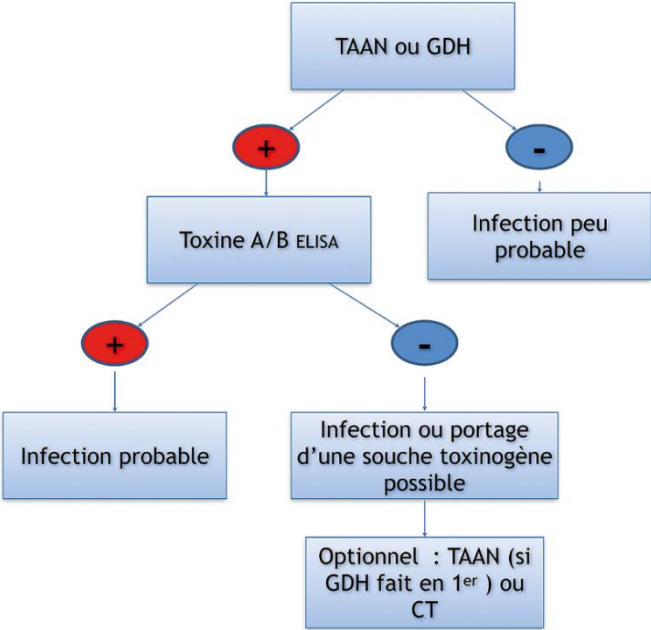 TAAN ou GDH
+
-
Toxine A/B ELISA
Infection peu
probable
+
-
Infection probable
Infection ou portage
d’une souche toxinogène
possible
Optionnel : TAAN (si
GDH fait en 1er ) ou
CT